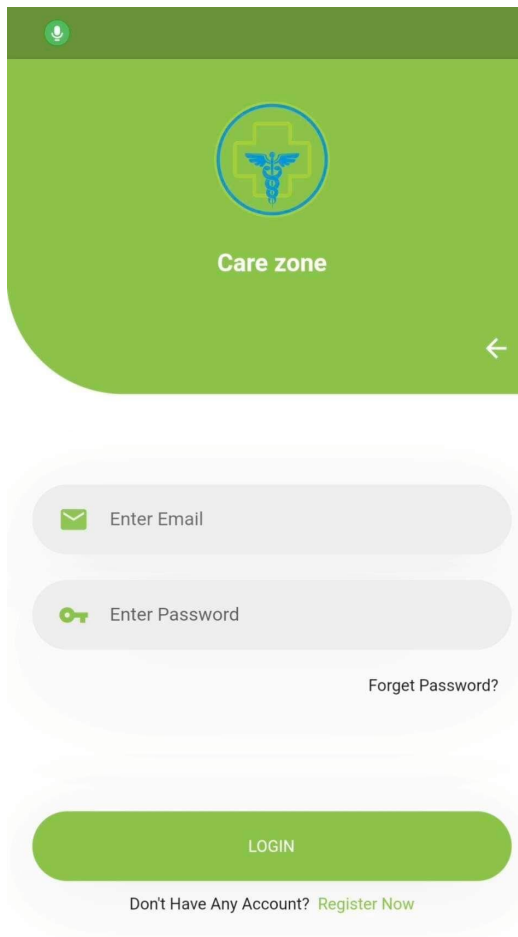 Care zone
Enter Email
Enter Password
Forget Password?
LOGIN
Don't Have Any Account? Register Now